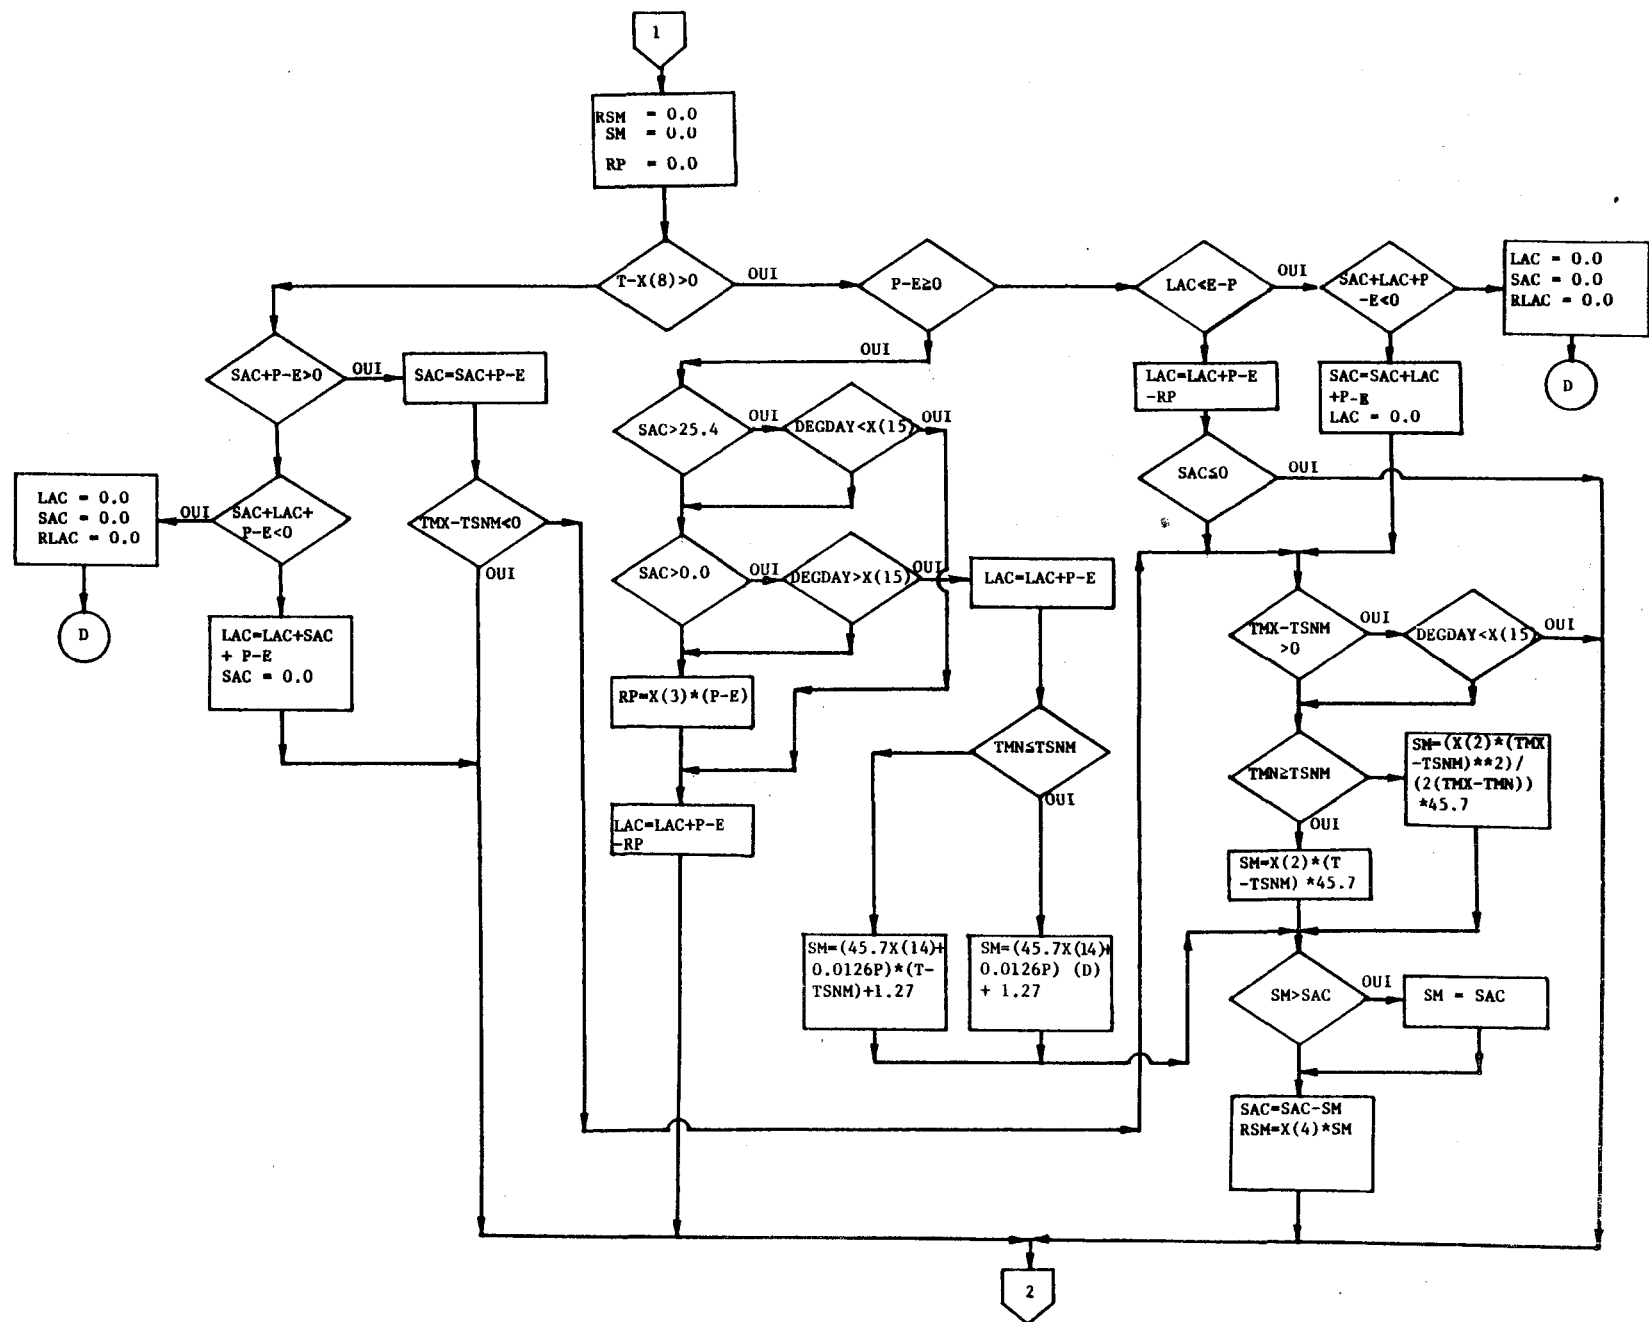 1
RSM = 0.0
SM = 0.0
RP = 0.0
T-X(8)>0
OUI
P-E≧0
OUI
LAC<E-P
OUI
SAC+LAC+P
-E<0
LAC = 0.0
SAC = 0.0
RLAC = 0.0
D
SAC+P-E>0
OUI
SAC=SAC+P-E
SAC+LAC+
P-E<0
OUI
LAC = 0.0
SAC = 0.0
RLAC = 0.0
D
LAC=LAC+SAC
+ P-E
SAC = 0.0
TMX-TSNM<0
OUI
SAC>25.4
OUI
DEGDAY<X(15)
OUI
SAC>0.0
OUI
DEGDAY>X(15)
OUI
LAC=LAC+P-E
RP=X(3)*(P-E)
LAC=LAC+P-E
-RP
TMN≦TSNM
OUI
SM=(45.7X(14)+
0.0126P)*(T-
TSNM)+1.27
SM=(45.7X(14)+
0.0126P) (D)
+ 1.27
LAC=LAC+P-E
-RP
SAC=SAC+LAC
+P-E
LAC = 0.0
SAC≦0
OUI
TMX-TSNM
>0
OUI
DEGDAY<X(15
OUI
TMN≧TSNM
OUI
SM=(X(2)*(TMX
-TSNM)**2)/
(2(TMX-TMN))
*45.7
SM=X(2)*(T
-TSNM) *45.7
SM>SAC
OUI
SM = SAC
SAC=SAC-SM
RSM=X(4)*SM
2